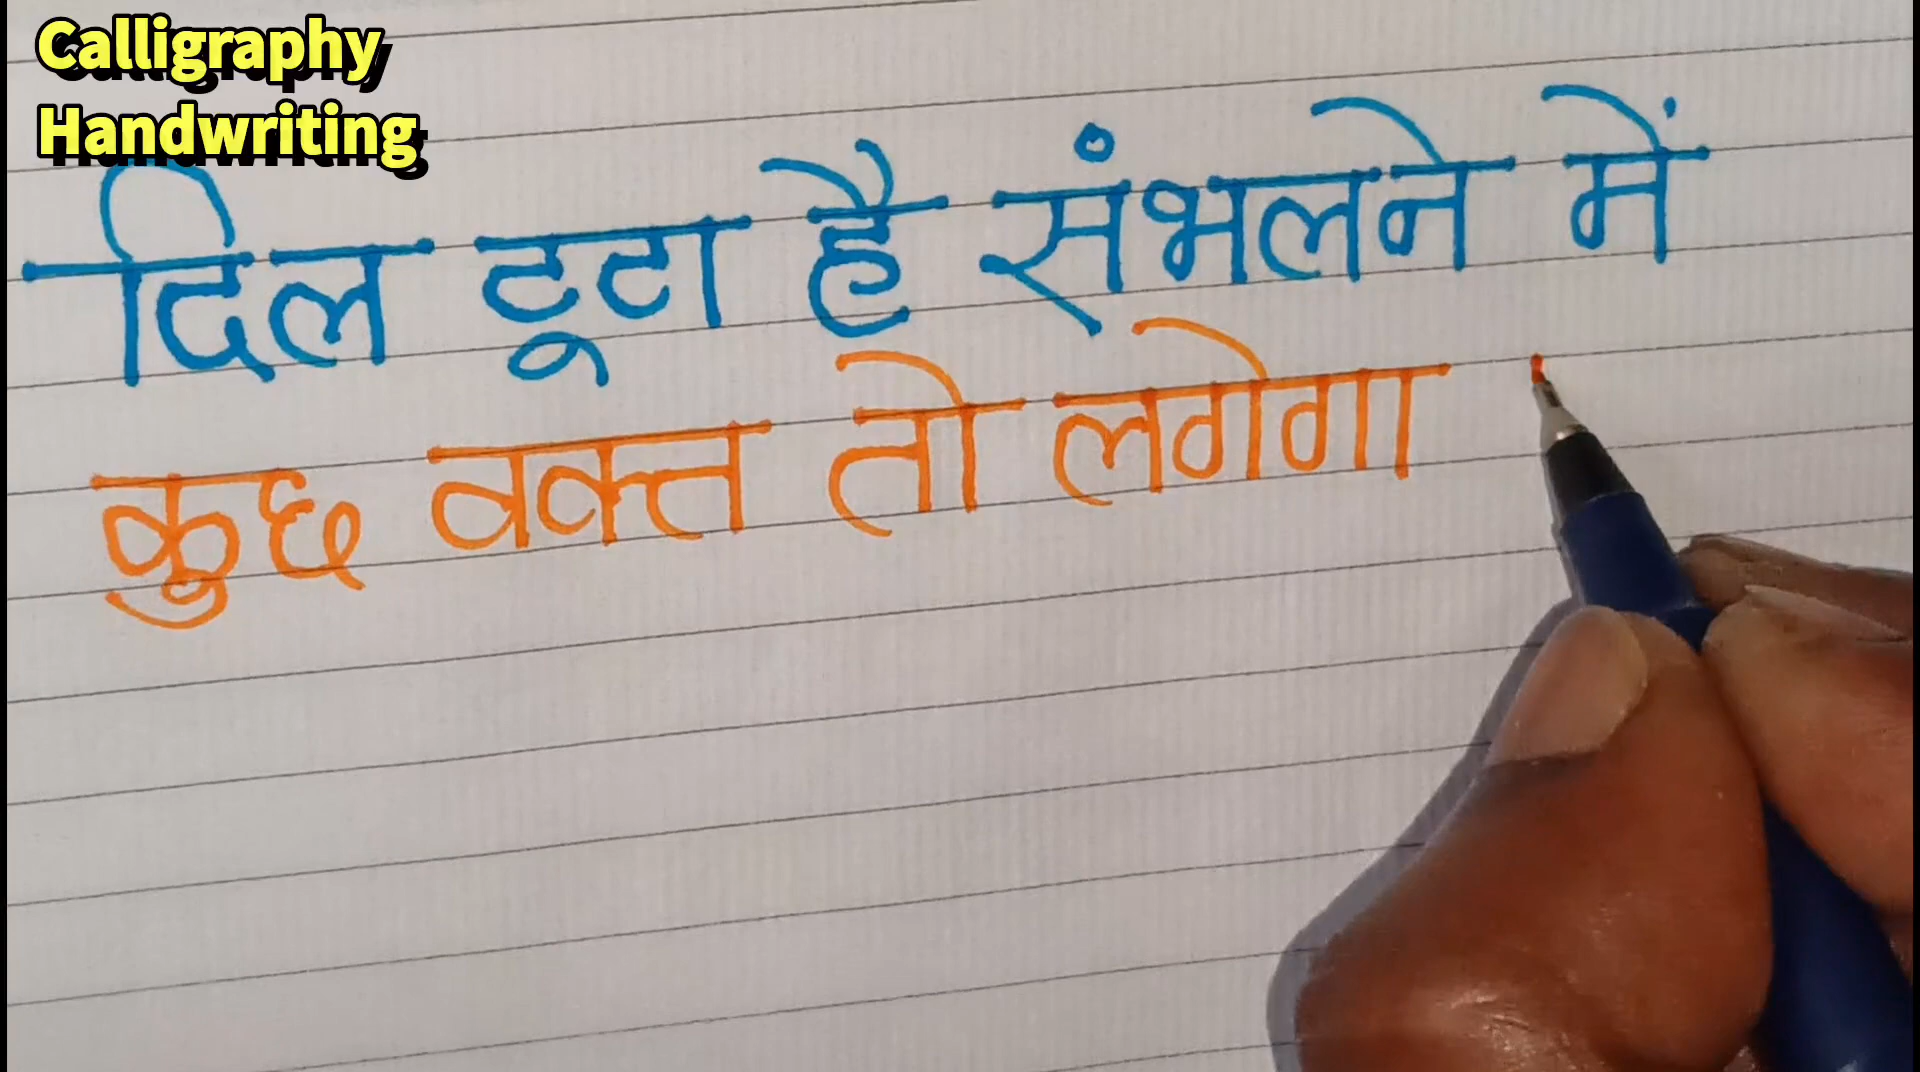 Calligraphy
Handwriting
दिल टूटा है संभलने में
कुछ वक्त तो लगेगा